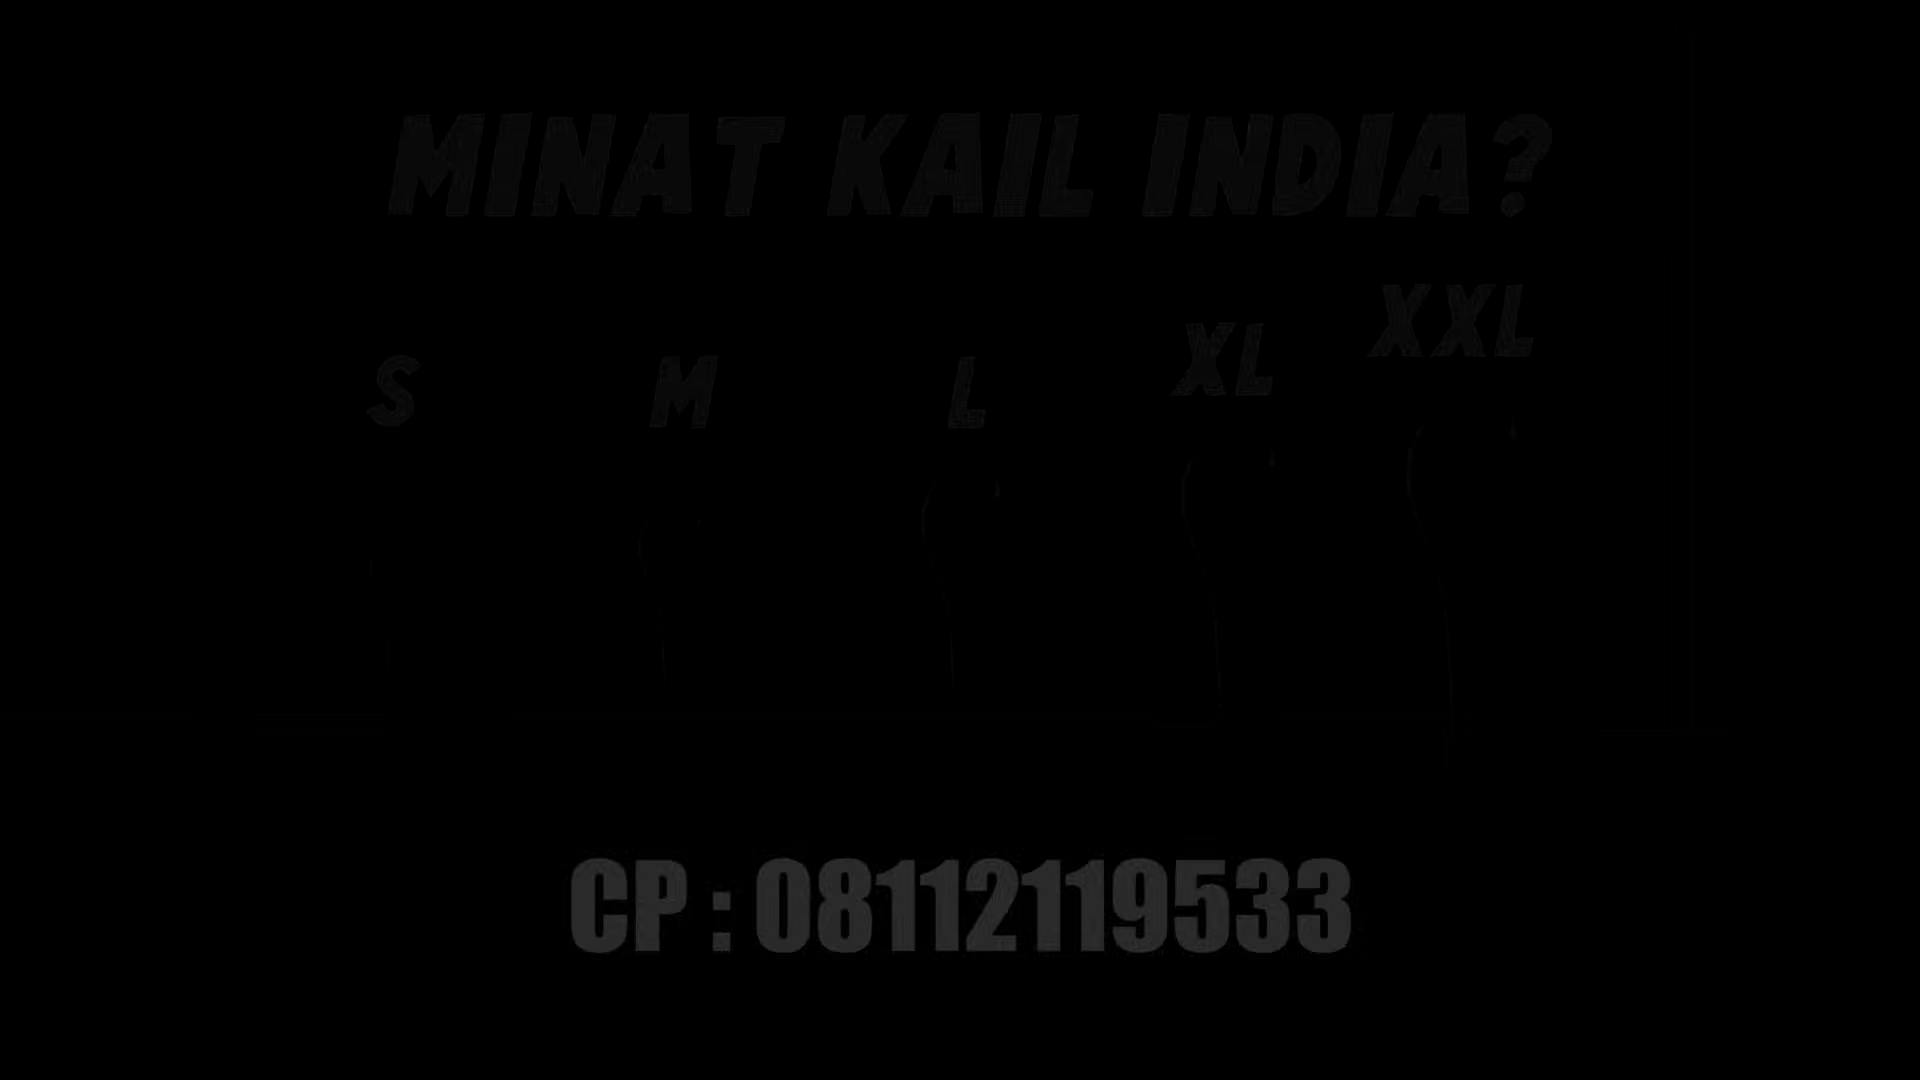 MINAT KAIL INDIA?
S M L XL XXL
CP : 08112119533